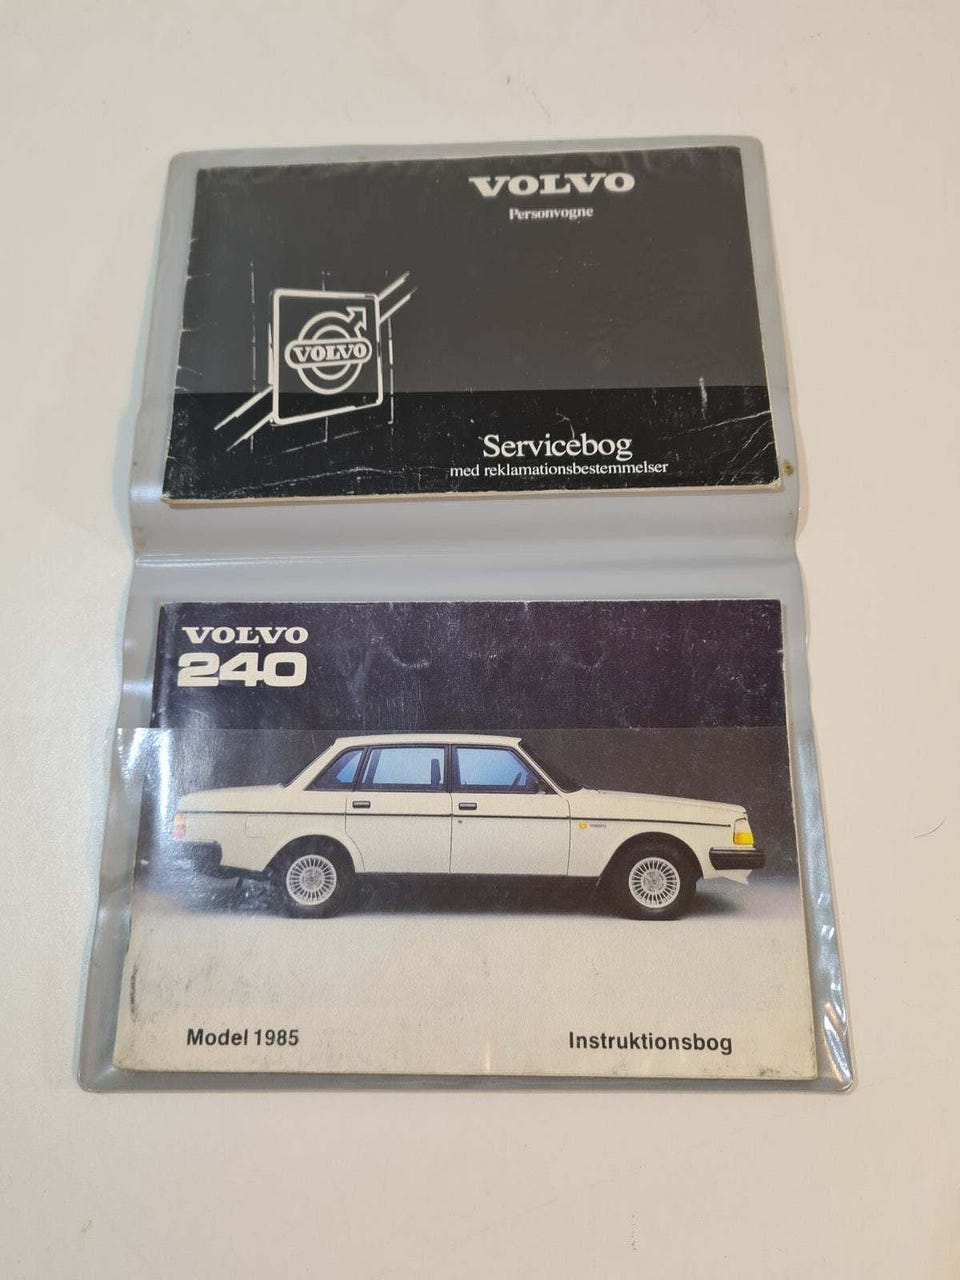 VOLVO
Personvogne
VOLVO
Servicebog
med reklamationsbestemmelser
VOLVO
240
Model 1985
Instruktionsbog